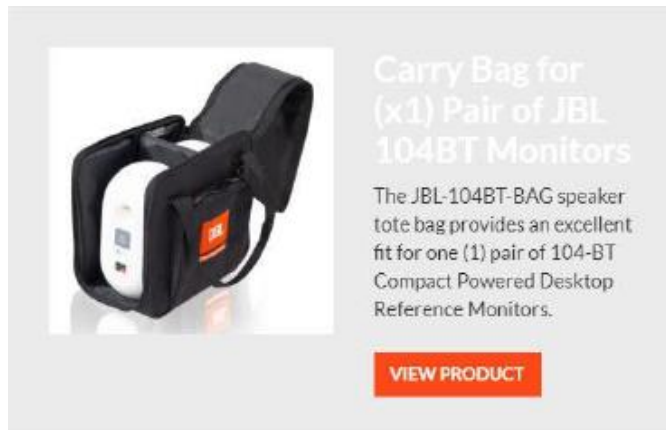 Carry Bag for
(x1) Pair of JBL
104BT Monitors
The JBL-104BT-BAG speaker
tote bag provides an excellent
fit for one (1) pair of 104-BT
Compact Powered Desktop
Reference Monitors.
VIEW PRODUCT
JBL